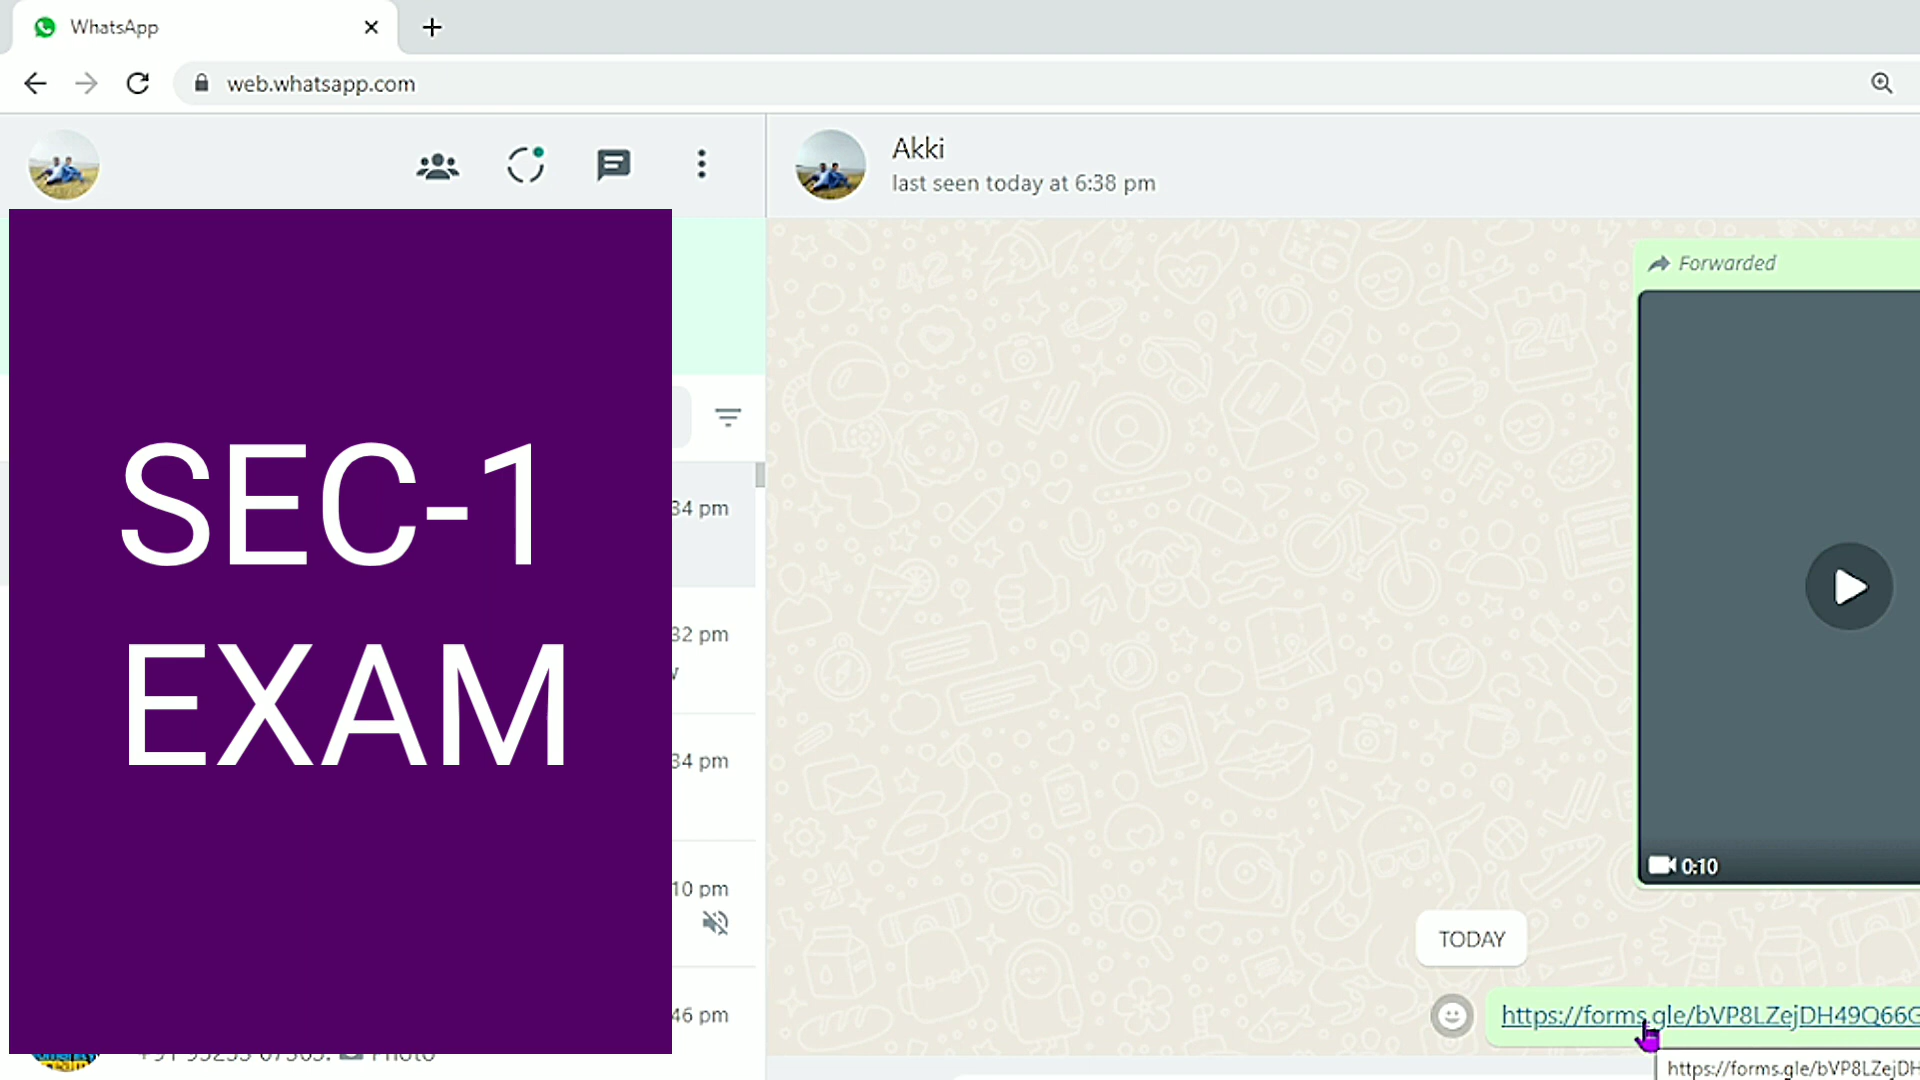 WhatsApp
web.whatsapp.com
Akki
last seen today at 6:38 pm
Forwarded
SEC-1
EXAM
34 pm
32 pm
34 pm
10 pm
46 pm
0:10
TODAY
https://forms.gle/bVP8LZejDH49Q66G
Photo
https://forms.gle/bVP8LZejDH